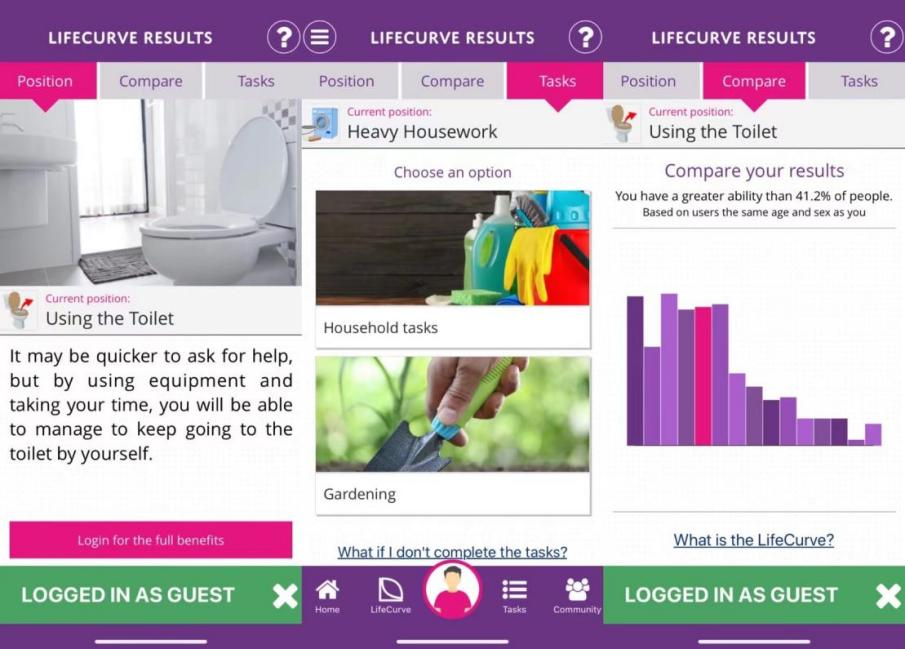 LIFECURVE RESULTS
?
Position
Compare
Tasks
Current position:
Using the Toilet
It may be quicker to ask for help,
but by using equipment and
taking your time, you will be able
to manage to keep going to the
toilet by yourself.
Login for the full benefits
LOGGED IN AS GUEST
LIFECURVE RESULTS
?
Position
Compare
Tasks
Current position:
Heavy Housework
Choose an option
Household tasks
Gardening
What if I don't complete the tasks?
Home
LifeCurve
Tasks
Community
LIFECURVE RESULTS
?
Position
Compare
Tasks
Current position:
Using the Toilet
Compare your results
You have a greater ability than 41.2% of people.
Based on users the same age and sex as you
What is the LifeCurve?
LOGGED IN AS GUEST